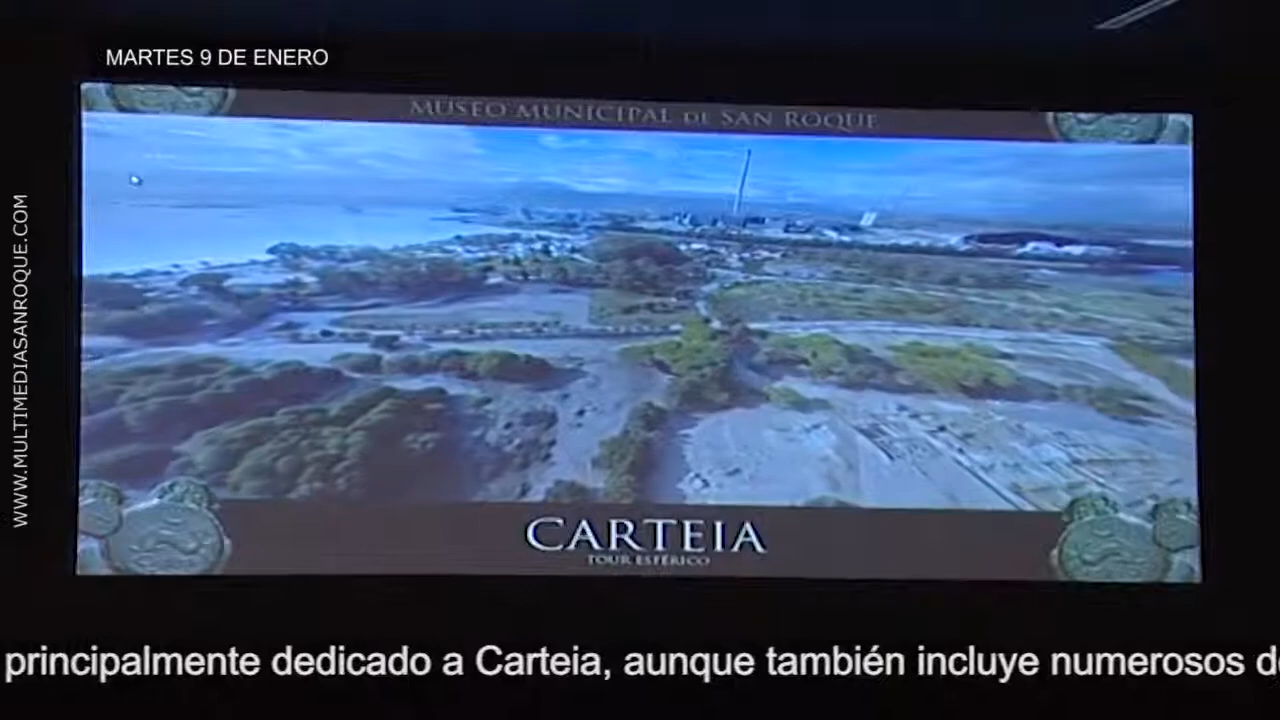 MARTES 9 DE ENERO
MUSEO MUNICIPAL DE SAN ROQUE
WWW.MULTIMEDIASANROQUE.COM
CARTEIA
TOUR ESFÉRICO
principalmente dedicado a Carteia, aunque también incluye numerosos